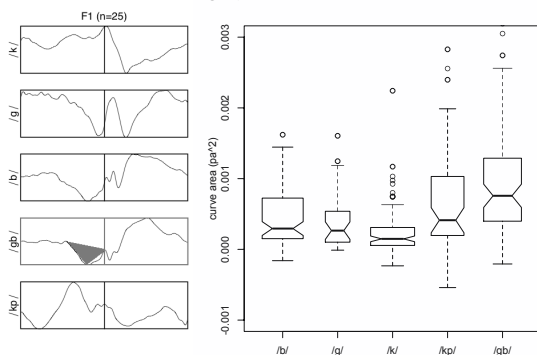 F1 (n=25)
/k/
/g/
/b/
/gb/
/kp/
curve area (pa^2)
0.003
0.002
0.001
0.000
-0.001
/b/
/g/
/k/
/kp/
/gb/